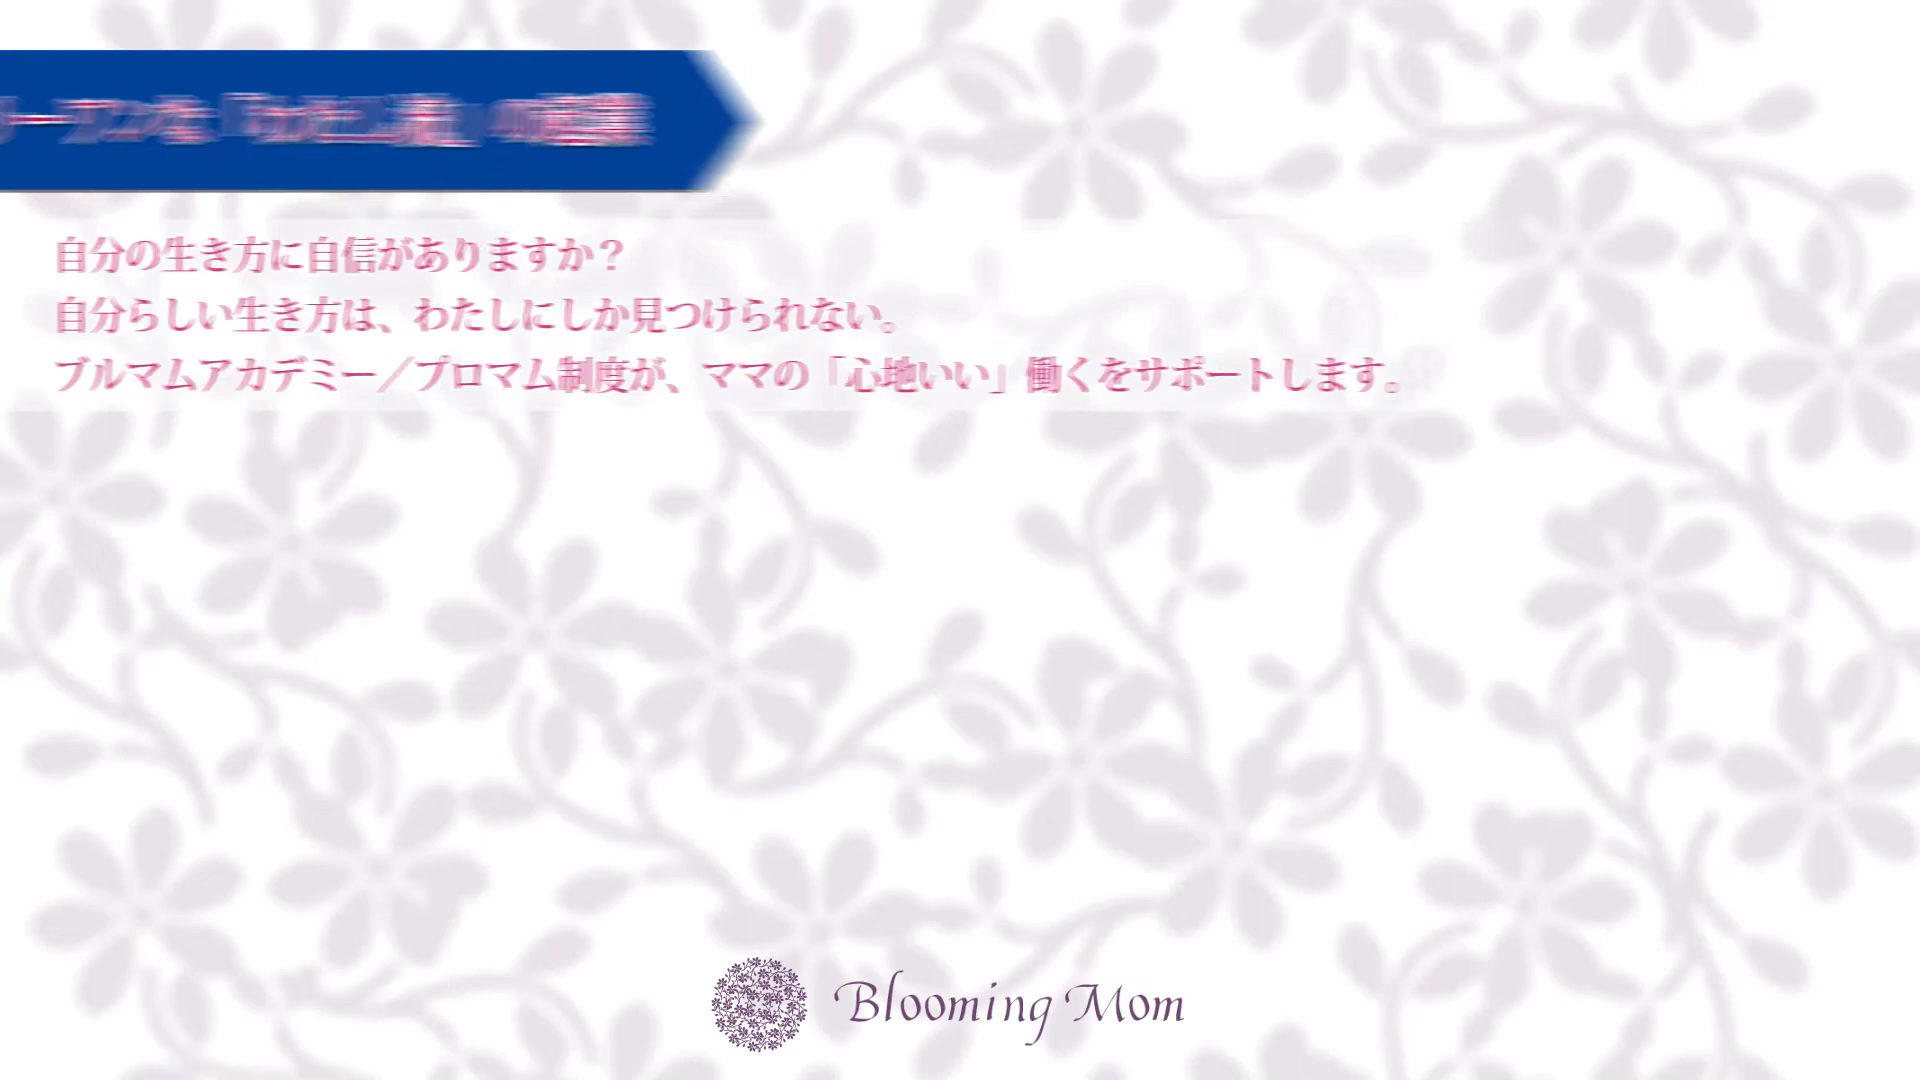 自分の生き方に自信がありますか？
自分らしい生き方は、わたしにしか見つけられない。
ブルマムアカデミー／プロマム制度が、ママの「心地いい」働くをサポートします。
Blooming Mom